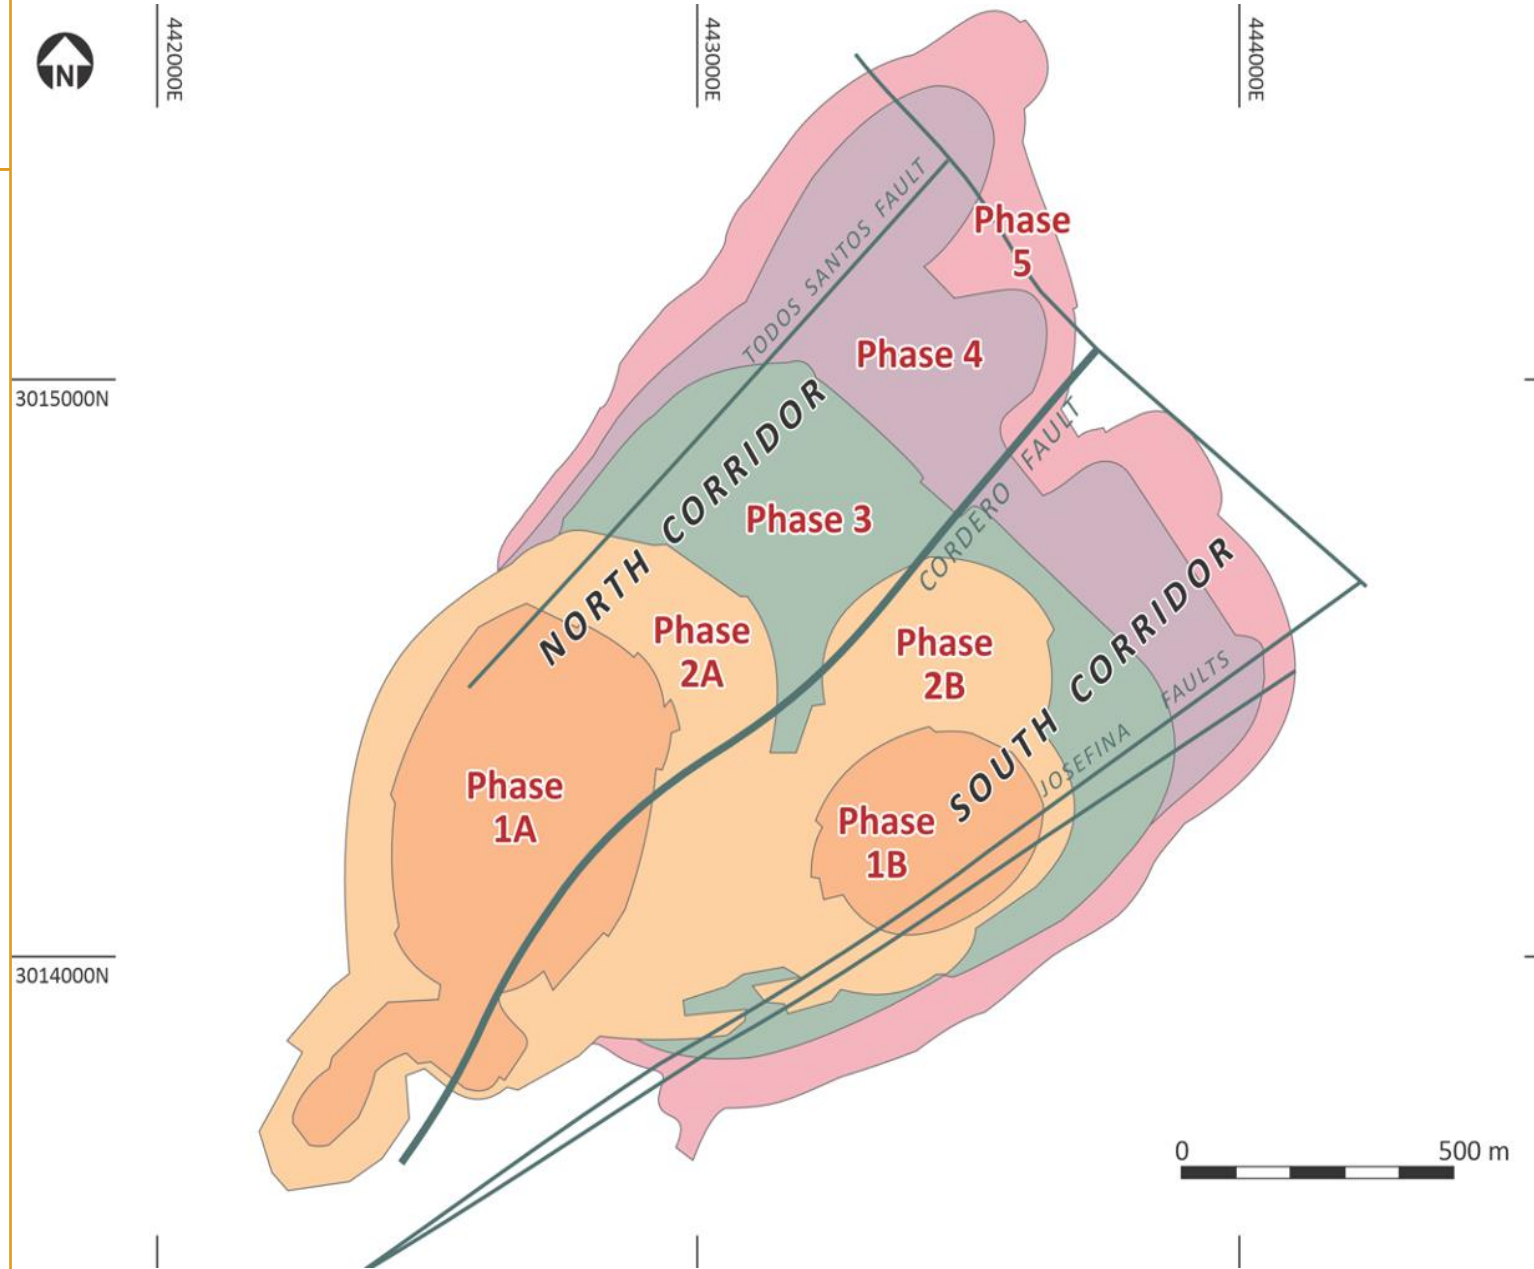 N
442000E
443000E
444000E
TODOS SANTOS FAULT
Phase
5
Phase 4
3015000N
NORTH CORRIDOR
CORDERO FAULT
Phase 3
Phase
2A
Phase
2B
SOUTH CORRIDOR
JOSEFINA FAULTS
Phase
1A
Phase
1B
3014000N
0 500 m